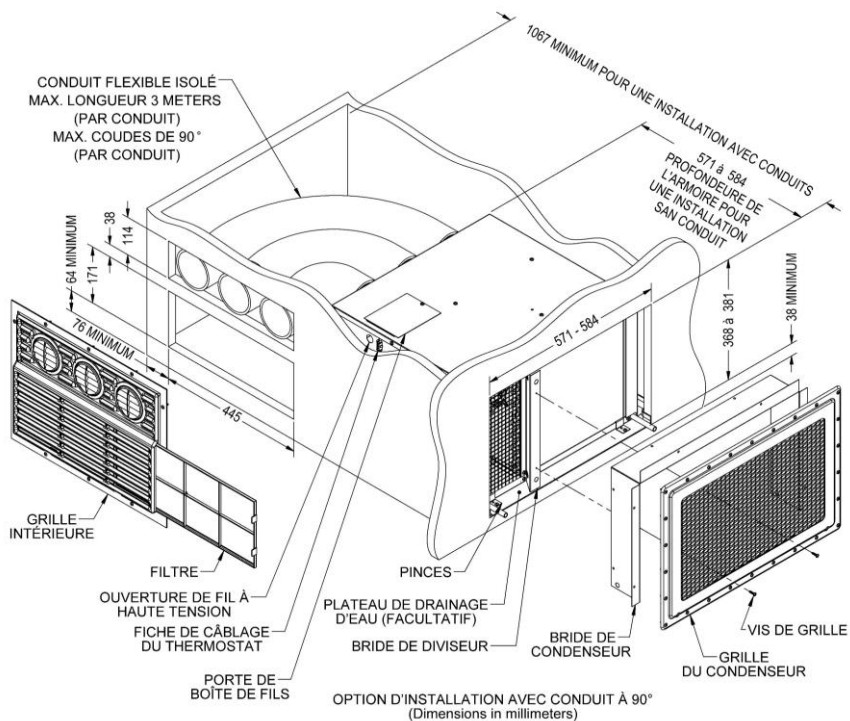 1067 MINIMUM POUR UNE INSTALLATION AVEC CONDUITS
CONDUIT FLEXIBLE ISOLÉ
MAX. LONGUEUR 3 METERS
(PAR CONDUIT)
MAX. COUDES DE 90°
(PAR CONDUIT)
571 à 584
PROFONDEURE DE
L'ARMOIRE POUR
UNE INSTALLATION
SAN CONDUIT
64 MINIMUM
171
38
114
76 MINIMUM
445
571 - 584
368 à 381
38 MINIMUM
GRILLE
INTÉRIEURE
FILTRE
OUVERTURE DE FIL À
HAUTE TENSION
FICHE DE CÂBLAGE
DU THERMOSTAT
PORTE DE
BOÎTE DE FILS
PINCES
PLATEAU DE DRAINAGE
D'EAU (FACULTATIF)
BRIDE DE DIVISEUR
BRIDE DE
CONDENSEUR
VIS DE GRILLE
GRILLE
DU CONDENSEUR
OPTION D'INSTALLATION AVEC CONDUIT À 90°
(Dimensions in millimeters)